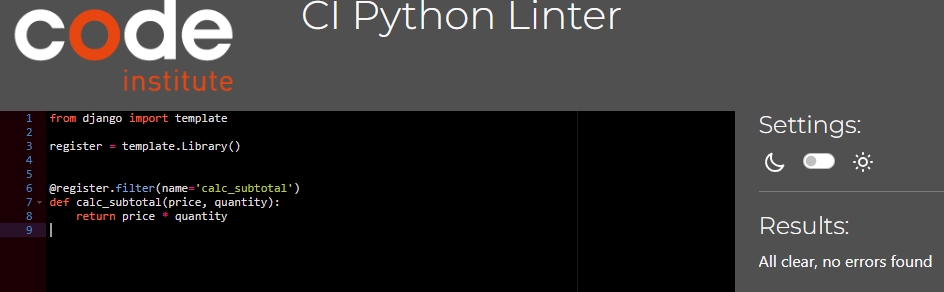 code
institute
CI Python Linter
1 from django import template
2
3 register = template.Library()
4
5
6 @register.filter(name='calc_subtotal')
7 def calc_subtotal(price, quantity):
8     return price * quantity
9
Settings:
Results:
All clear, no errors found